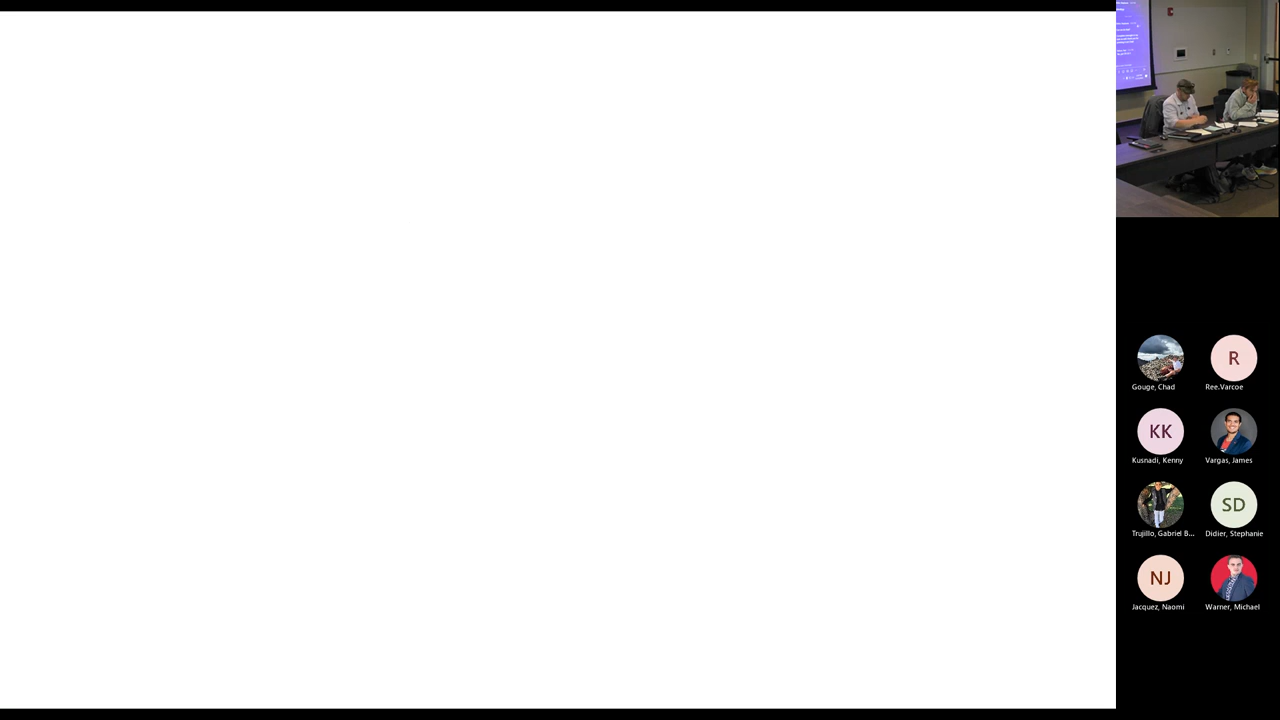 Gouge, Chad
R
Ree.Varcoe
KK
Kusnadi, Kenny
Vargas, James
Trujillo, Gabriel B...
SD
Didier, Stephanie
NJ
Jacquez, Naomi
Warner, Michael